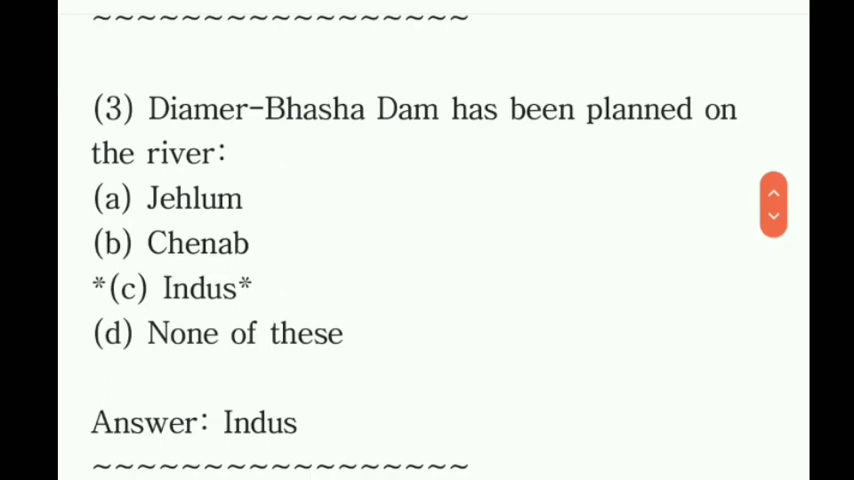 ~~~~~~~~~~~~~~~~~
(3) Diamer-Bhasha Dam has been planned on
the river:
(a) Jehlum
(b) Chenab
*(c) Indus*
(d) None of these
Answer: Indus
~~~~~~~~~~~~~~~~~